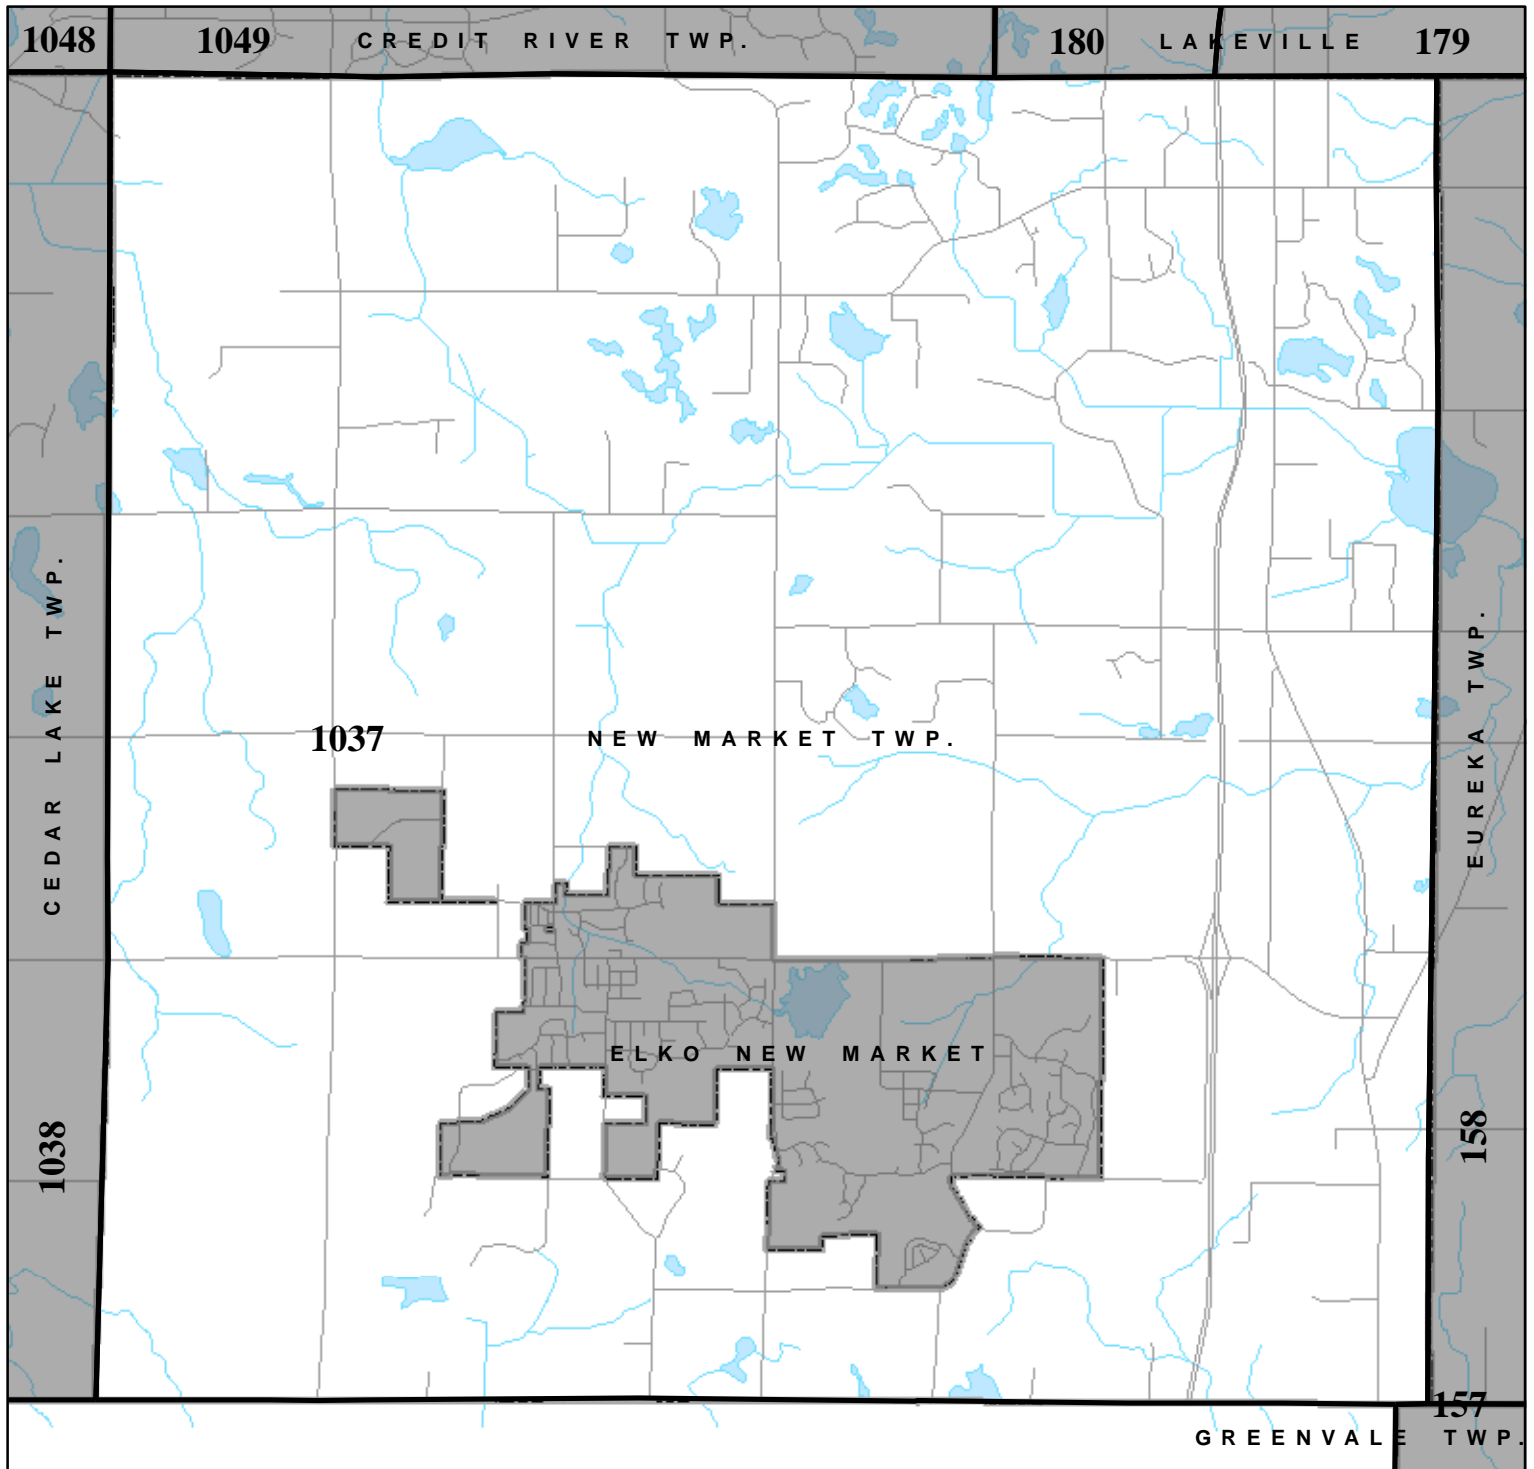 1048 1049 CREDIT RIVER TWP. 180 LAKEVILLE 179
CEDAR LAKE TWP.
EUREKA TWP.
1037 NEW MARKET TWP.
ELKO NEW MARKET
1038
158
157
GREENVALE TWP.